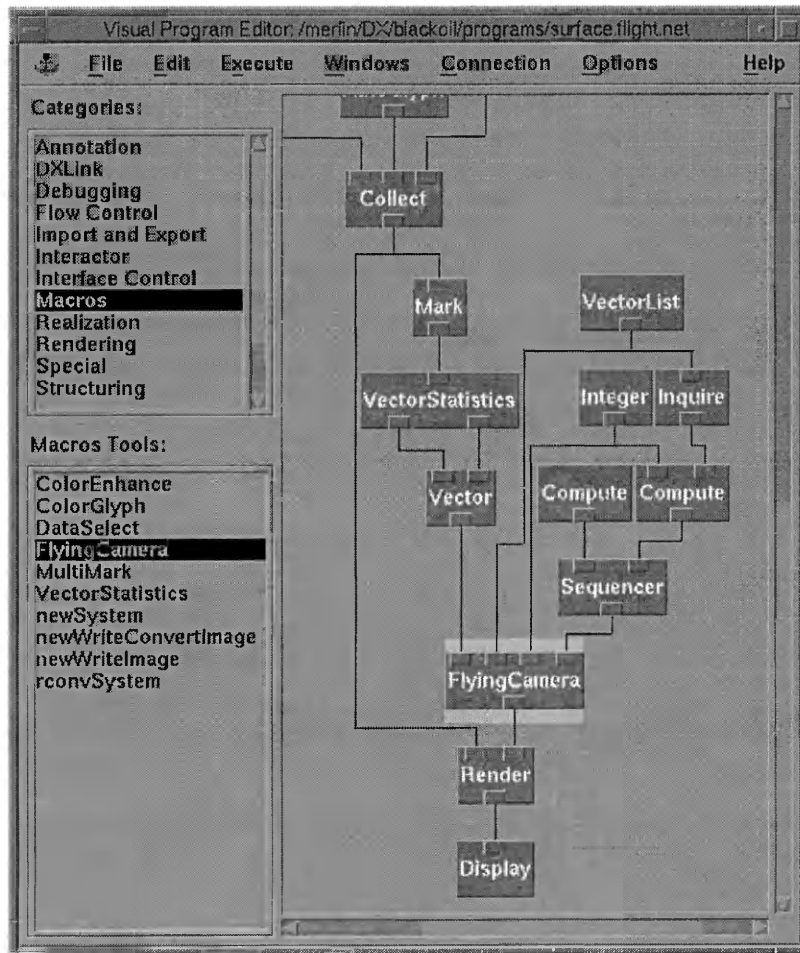 Visual Program Editor: /merlin/DX/blackoil/programs/surface.flight.net
File Edit Execute Windows Connection Options Help
Categories:
Annotation
DXLink
Debugging
Flow Control
Import and Export
Interactor
Interface Control
Macros
Realization
Rendering
Special
Structuring
Macros Tools:
ColorEnhance
ColorGlyph
DataSelect
FlyingCamera
MultiMark
VectorStatistics
newSystem
newWriteConvertImage
newWriteImage
rconvSystem
Collect
Mark
VectorList
VectorStatistics
Integer
Inquire
Vector
Compute
Compute
Sequencer
FlyingCamera
Render
Display